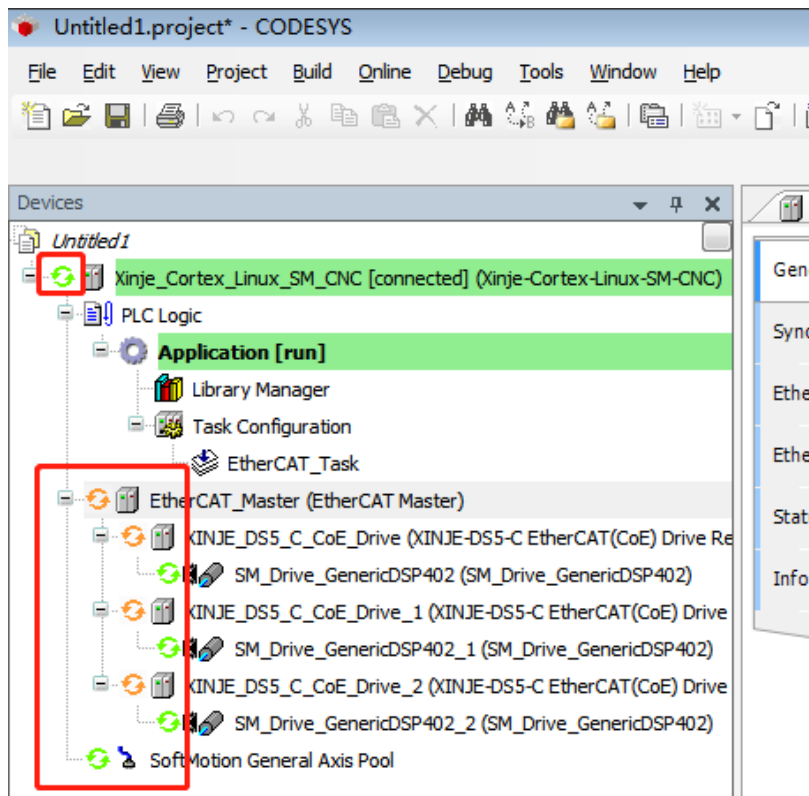 Untitled1.project* - CODESYS
File Edit View Project Build Online Debug Tools Window Help
Devices
Untitled1
Xinje_Cortex_Linux_SM_CNC [connected] (Xinje-Cortex-Linux-SM-CNC)
PLC Logic
Application [run]
Library Manager
Task Configuration
EtherCAT_Task
EtherCAT_Master (EtherCAT Master)
XINJE_DS5_C_CoE_Drive (XINJE-DS5-C EtherCAT(CoE) Drive Re
SM_Drive_GenericDSP402 (SM_Drive_GenericDSP402)
XINJE_DS5_C_CoE_Drive_1 (XINJE-DS5-C EtherCAT(CoE) Drive
SM_Drive_GenericDSP402_1 (SM_Drive_GenericDSP402)
XINJE_DS5_C_CoE_Drive_2 (XINJE-DS5-C EtherCAT(CoE) Drive
SM_Drive_GenericDSP402_2 (SM_Drive_GenericDSP402)
SoftMotion General Axis Pool
Gen
Sync
Ethe
Ethe
Stat
Info